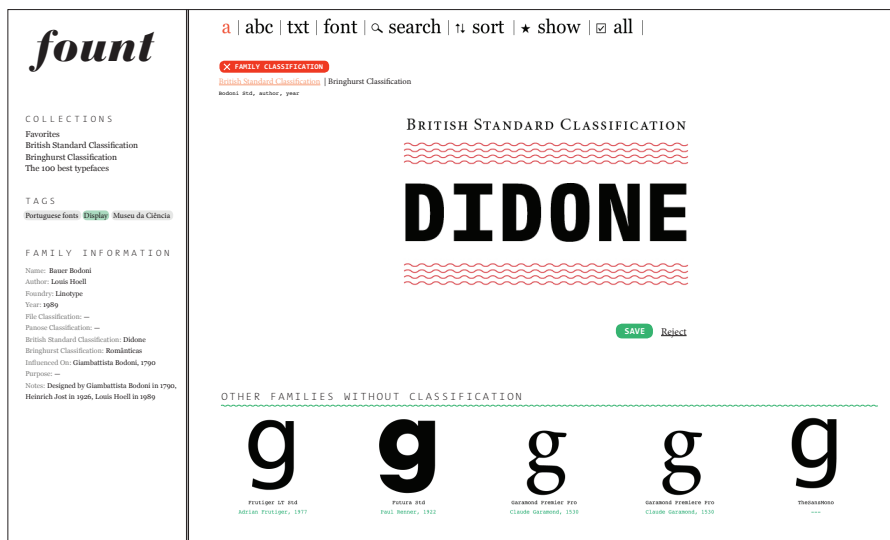 fount
COLLECTIONS
Favorites
British Standard Classification
Bringhurst Classification
The 100 best typefaces
TAGS
Portuguese fonts Display Museu da Ciência
FAMILY INFORMATION
Name: Bauer Bodoni
Author: Louis Hoell
Foundry: Linotype
Year: 1989
File Classification: —
Panose Classification: —
British Standard Classification: Didone
Bringhurst Classification: Românticas
Influenced On: Giambattista Bodoni, 1790
Purpose: —
Notes: Designed by Giambattista Bodoni in 1790,
Heinrich Jost in 1926, Louis Hoell in 1989
a | abc | txt | font | search | sort | ★ show | all |
FAMILY CLASSIFICATION
British Standard Classification | Bringhurst Classification
Bodoni Std, author, year
British Standard Classification
DIDONE
SAVE Reject
OTHER FAMILIES WITHOUT CLASSIFICATION
g g g g g
Frutiger LT Std Futura Std Garamond Premier Pro Garamond Premiere Pro TheSansMono
Adrian Frutiger, 1977 Paul Renner, 1922 Claude Garamond, 1530 Claude Garamond, 1530 ---